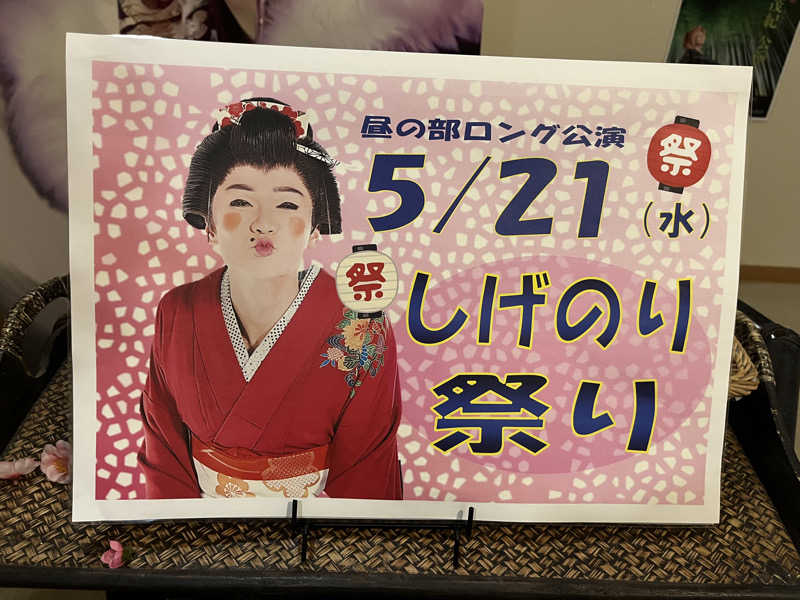 昼の部ロング公演
5/21(水)
祭
祭
しげのり
祭り